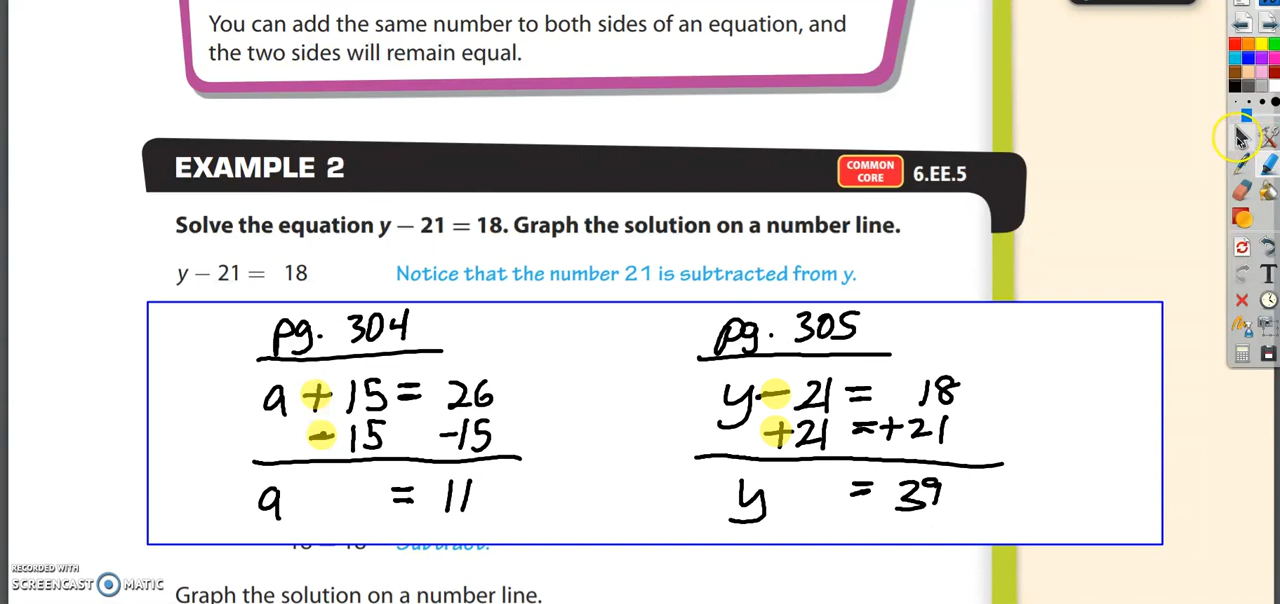 You can add the same number to both sides of an equation, and
the two sides will remain equal.
EXAMPLE 2
COMMON
CORE
6.EE.5
Solve the equation y − 21 = 18. Graph the solution on a number line.
y − 21 = 18
Notice that the number 21 is subtracted from y.
pg. 304
a + 15 = 26
- 15 -15
a = 11
pg. 305
y - 21 = 18
+21 =+21
y = 39
Subtract.
RECORDED WITH
SCREENCAST MATIC
Graph the solution on a number line.
T